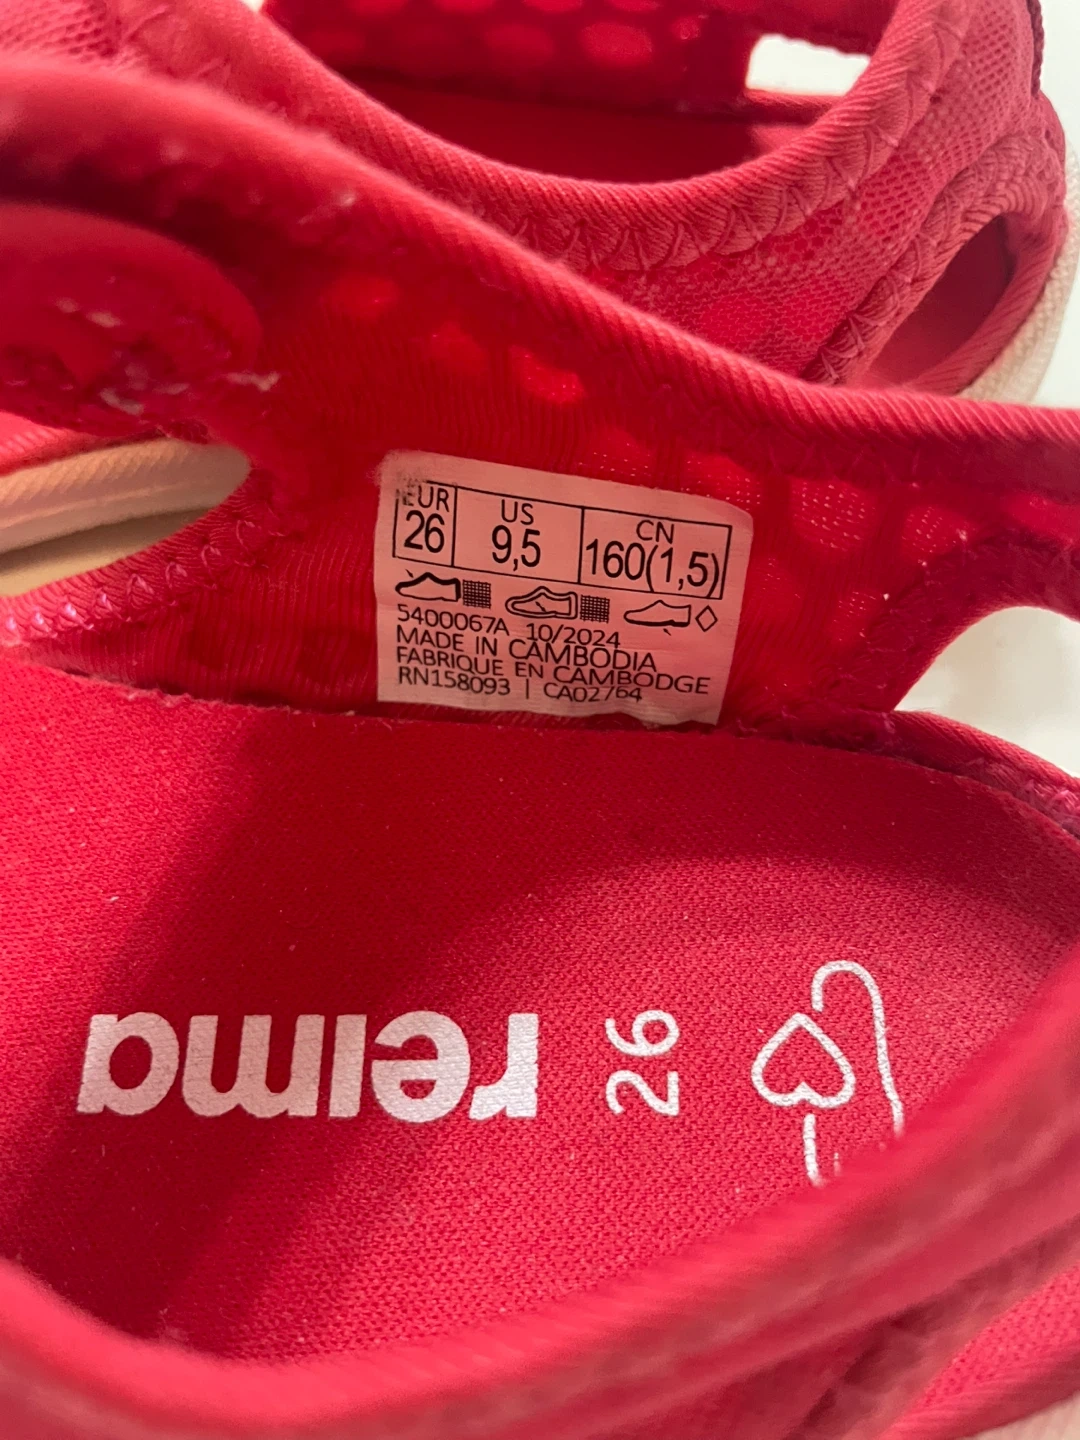 EUR US CN
26 9,5 160(1,5)
5400067A 10/2024
MADE IN CAMBODIA
FABRIQUE EN CAMBODGE
RN158093 | CA02764
reima 26